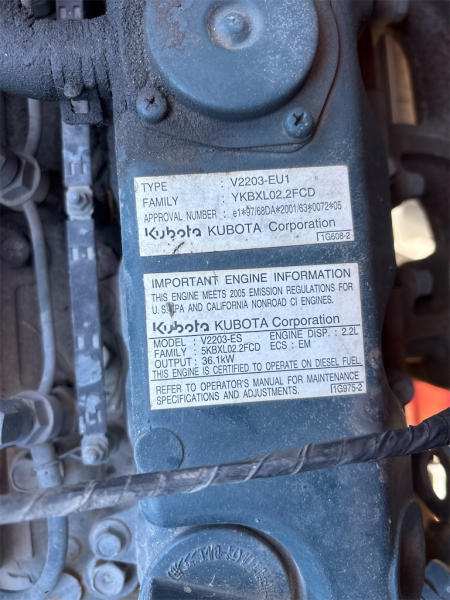 TYPE : V2203-EU1
FAMILY : YKBXL02.2FCD
APPROVAL NUMBER : e1*97/68DA*2001/63*0072*05
Kubota KUBOTA Corporation
1G608-2
IMPORTANT ENGINE INFORMATION
THIS ENGINE MEETS 2005 EMISSION REGULATIONS FOR
U.S. EPA AND CALIFORNIA NONROAD CI ENGINES.
Kubota KUBOTA Corporation
MODEL : V2203-ES ENGINE DISP. : 2.2L
FAMILY : 5KBXL02.2FCD ECS : EM
OUTPUT : 36.1kW
THIS ENGINE IS CERTIFIED TO OPERATE ON DIESEL FUEL
REFER TO OPERATOR'S MANUAL FOR MAINTENANCE
SPECIFICATIONS AND ADJUSTMENTS. 1G975-2